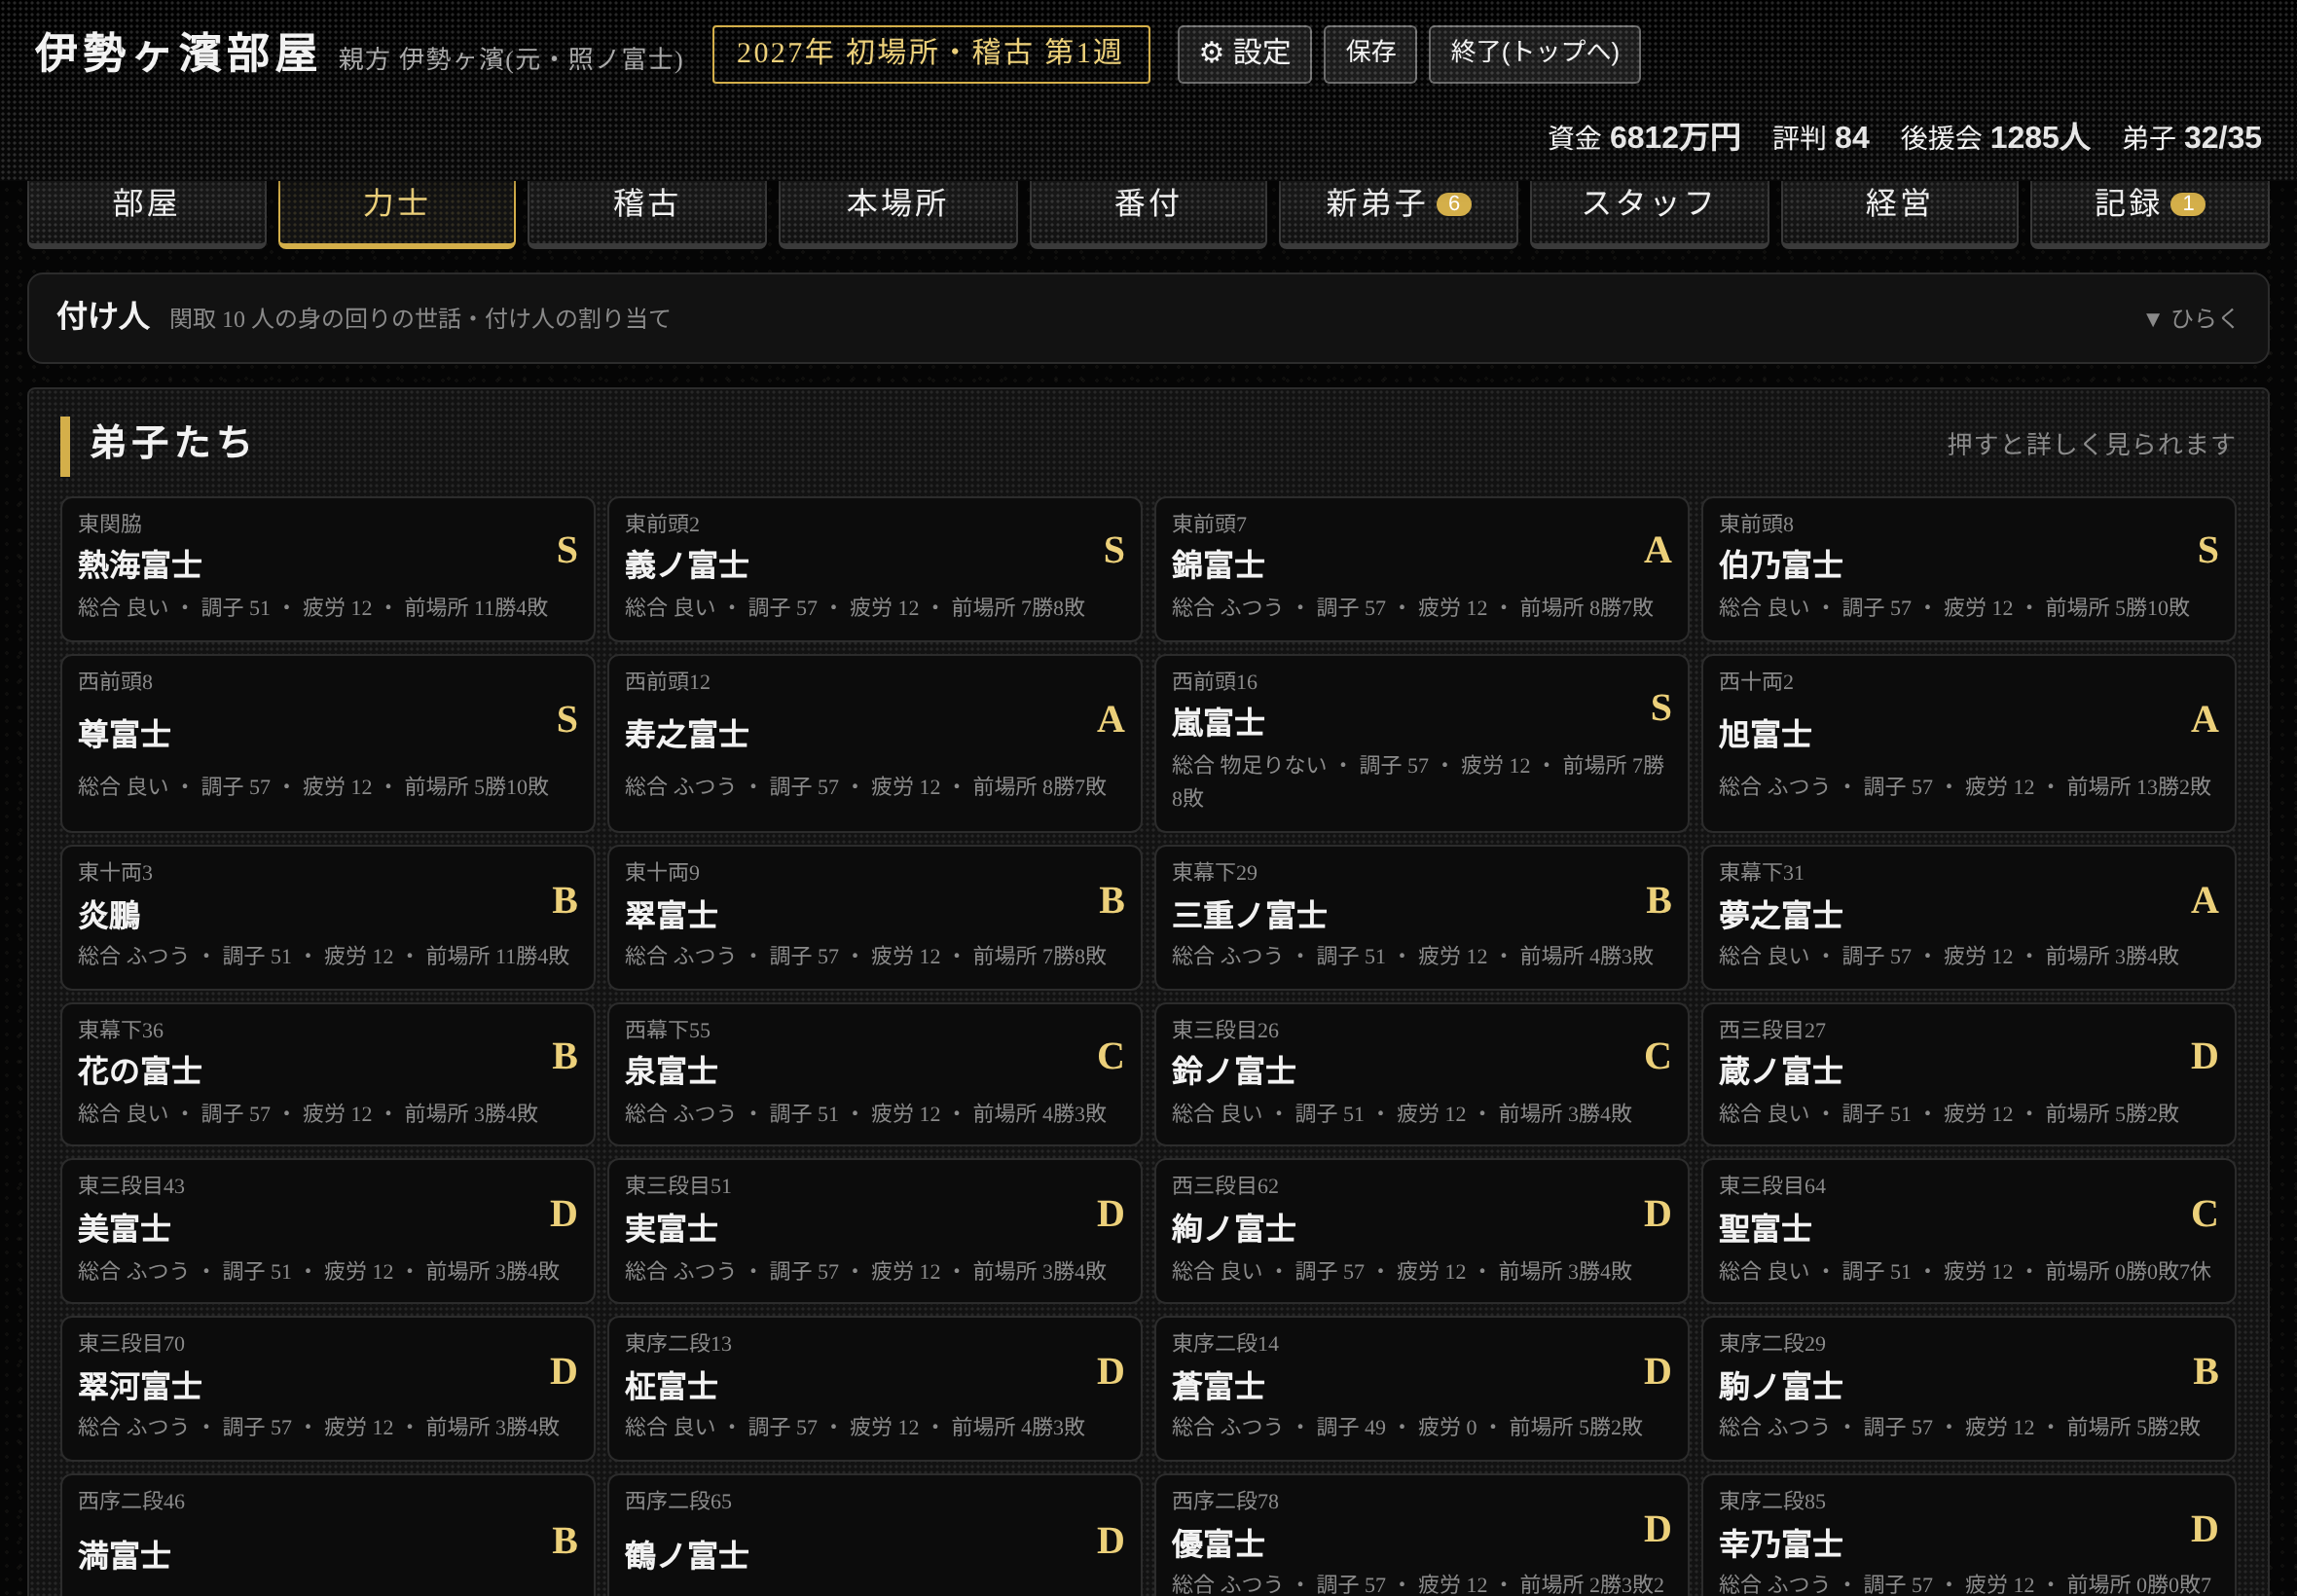 伊勢ヶ濱部屋 親方 伊勢ヶ濱(元・照ノ富士) 2027年 初場所・稽古 第1週 ⚙ 設定 保存 終了(トップへ)
資金 6812万円 評判 84 後援会 1285人 弟子 32/35
部屋 力士 稽古 本場所 番付 新弟子 6 スタッフ 経営 記録 1
付け人 関取 10 人の身の回りの世話・付け人の割り当て ▼ ひらく
弟子たち 押すと詳しく見られます
東関脇
熱海富士 S
総合 良い ・ 調子 51 ・ 疲労 12 ・ 前場所 11勝4敗
東前頭2
義ノ富士 S
総合 良い ・ 調子 57 ・ 疲労 12 ・ 前場所 7勝8敗
東前頭7
錦富士 A
総合 ふつう ・ 調子 57 ・ 疲労 12 ・ 前場所 8勝7敗
東前頭8
伯乃富士 S
総合 良い ・ 調子 57 ・ 疲労 12 ・ 前場所 5勝10敗
西前頭8
尊富士 S
総合 良い ・ 調子 57 ・ 疲労 12 ・ 前場所 5勝10敗
西前頭12
寿之富士 A
総合 ふつう ・ 調子 57 ・ 疲労 12 ・ 前場所 8勝7敗
西前頭16
嵐富士 S
総合 物足りない ・ 調子 57 ・ 疲労 12 ・ 前場所 7勝
8敗
西十両2
旭富士 A
総合 ふつう ・ 調子 57 ・ 疲労 12 ・ 前場所 13勝2敗
東十両3
炎鵬 B
総合 ふつう ・ 調子 51 ・ 疲労 12 ・ 前場所 11勝4敗
東十両9
翠富士 B
総合 ふつう ・ 調子 57 ・ 疲労 12 ・ 前場所 7勝8敗
東幕下29
三重ノ富士 B
総合 ふつう ・ 調子 51 ・ 疲労 12 ・ 前場所 4勝3敗
東幕下31
夢之富士 A
総合 良い ・ 調子 57 ・ 疲労 12 ・ 前場所 3勝4敗
東幕下36
花の富士 B
総合 良い ・ 調子 57 ・ 疲労 12 ・ 前場所 3勝4敗
西幕下55
泉富士 C
総合 ふつう ・ 調子 51 ・ 疲労 12 ・ 前場所 4勝3敗
東三段目26
鈴ノ富士 C
総合 良い ・ 調子 51 ・ 疲労 12 ・ 前場所 3勝4敗
西三段目27
蔵ノ富士 D
総合 良い ・ 調子 51 ・ 疲労 12 ・ 前場所 5勝2敗
東三段目43
美富士 D
総合 ふつう ・ 調子 51 ・ 疲労 12 ・ 前場所 3勝4敗
東三段目51
実富士 D
総合 ふつう ・ 調子 57 ・ 疲労 12 ・ 前場所 3勝4敗
西三段目62
絢ノ富士 D
総合 良い ・ 調子 57 ・ 疲労 12 ・ 前場所 3勝4敗
東三段目64
聖富士 C
総合 良い ・ 調子 51 ・ 疲労 12 ・ 前場所 0勝0敗7休
東三段目70
翠河富士 D
総合 ふつう ・ 調子 57 ・ 疲労 12 ・ 前場所 3勝4敗
東序二段13
柾富士 D
総合 良い ・ 調子 57 ・ 疲労 12 ・ 前場所 4勝3敗
東序二段14
蒼富士 D
総合 ふつう ・ 調子 49 ・ 疲労 0 ・ 前場所 5勝2敗
東序二段29
駒ノ富士 B
総合 ふつう ・ 調子 57 ・ 疲労 12 ・ 前場所 5勝2敗
西序二段46
満富士 B
西序二段65
鶴ノ富士 D
西序二段78
優富士 D
総合 ふつう ・ 調子 57 ・ 疲労 12 ・ 前場所 2勝3敗2
東序二段85
幸乃富士 D
総合 ふつう ・ 調子 57 ・ 疲労 12 ・ 前場所 0勝0敗7